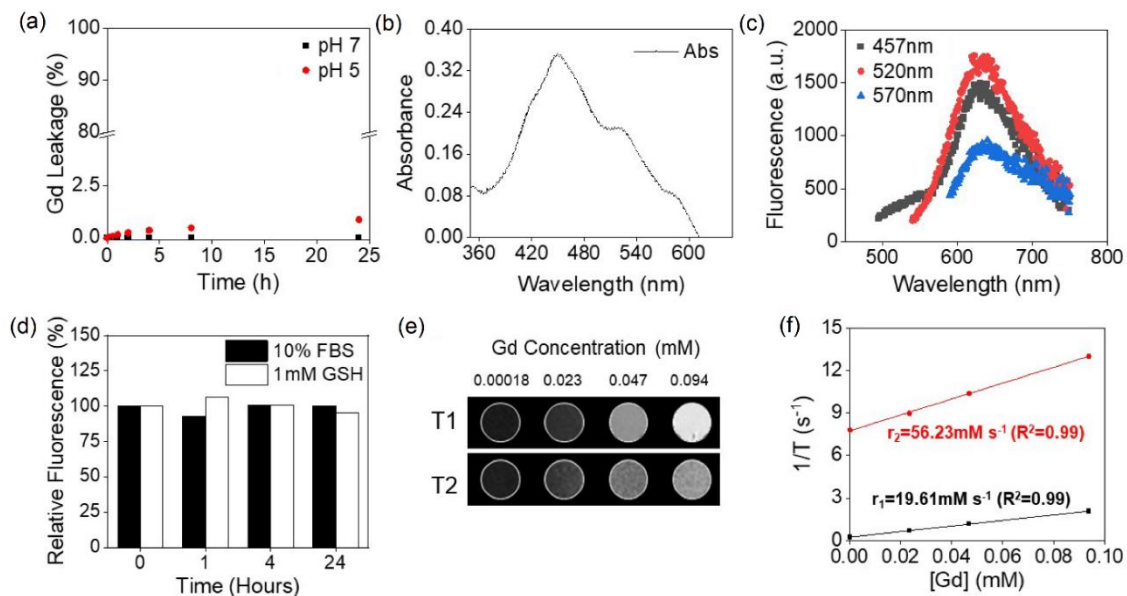 (a)
Gd Leakage (%)
100
90
80
2.5
0.0
pH 7
pH 5
0 5 10 15 20 25
Time (h)
(b)
Absorbance
0.40
0.32
0.24
0.16
0.08
0.00
Abs
360 420 480 540 600
Wavelength (nm)
(c)
Fluorescence (a.u.)
2000
1500
1000
500
0
457nm
520nm
570nm
500 600 700 800
Wavelength (nm)
(d)
Relative Fluorescence (%)
150
125
100
75
50
25
0
10% FBS
1mM GSH
0 1 4 24
Time (Hours)
(e)
Gd Concentration (mM)
0.00018 0.023 0.047 0.094
T1
T2
(f)
1/T (s⁻¹)
15
12
9
6
3
0
r₂=56.23mM s⁻¹ (R²=0.99)
r₁=19.61mM s⁻¹ (R²=0.99)
0.00 0.02 0.04 0.06 0.08 0.10
[Gd] (mM)